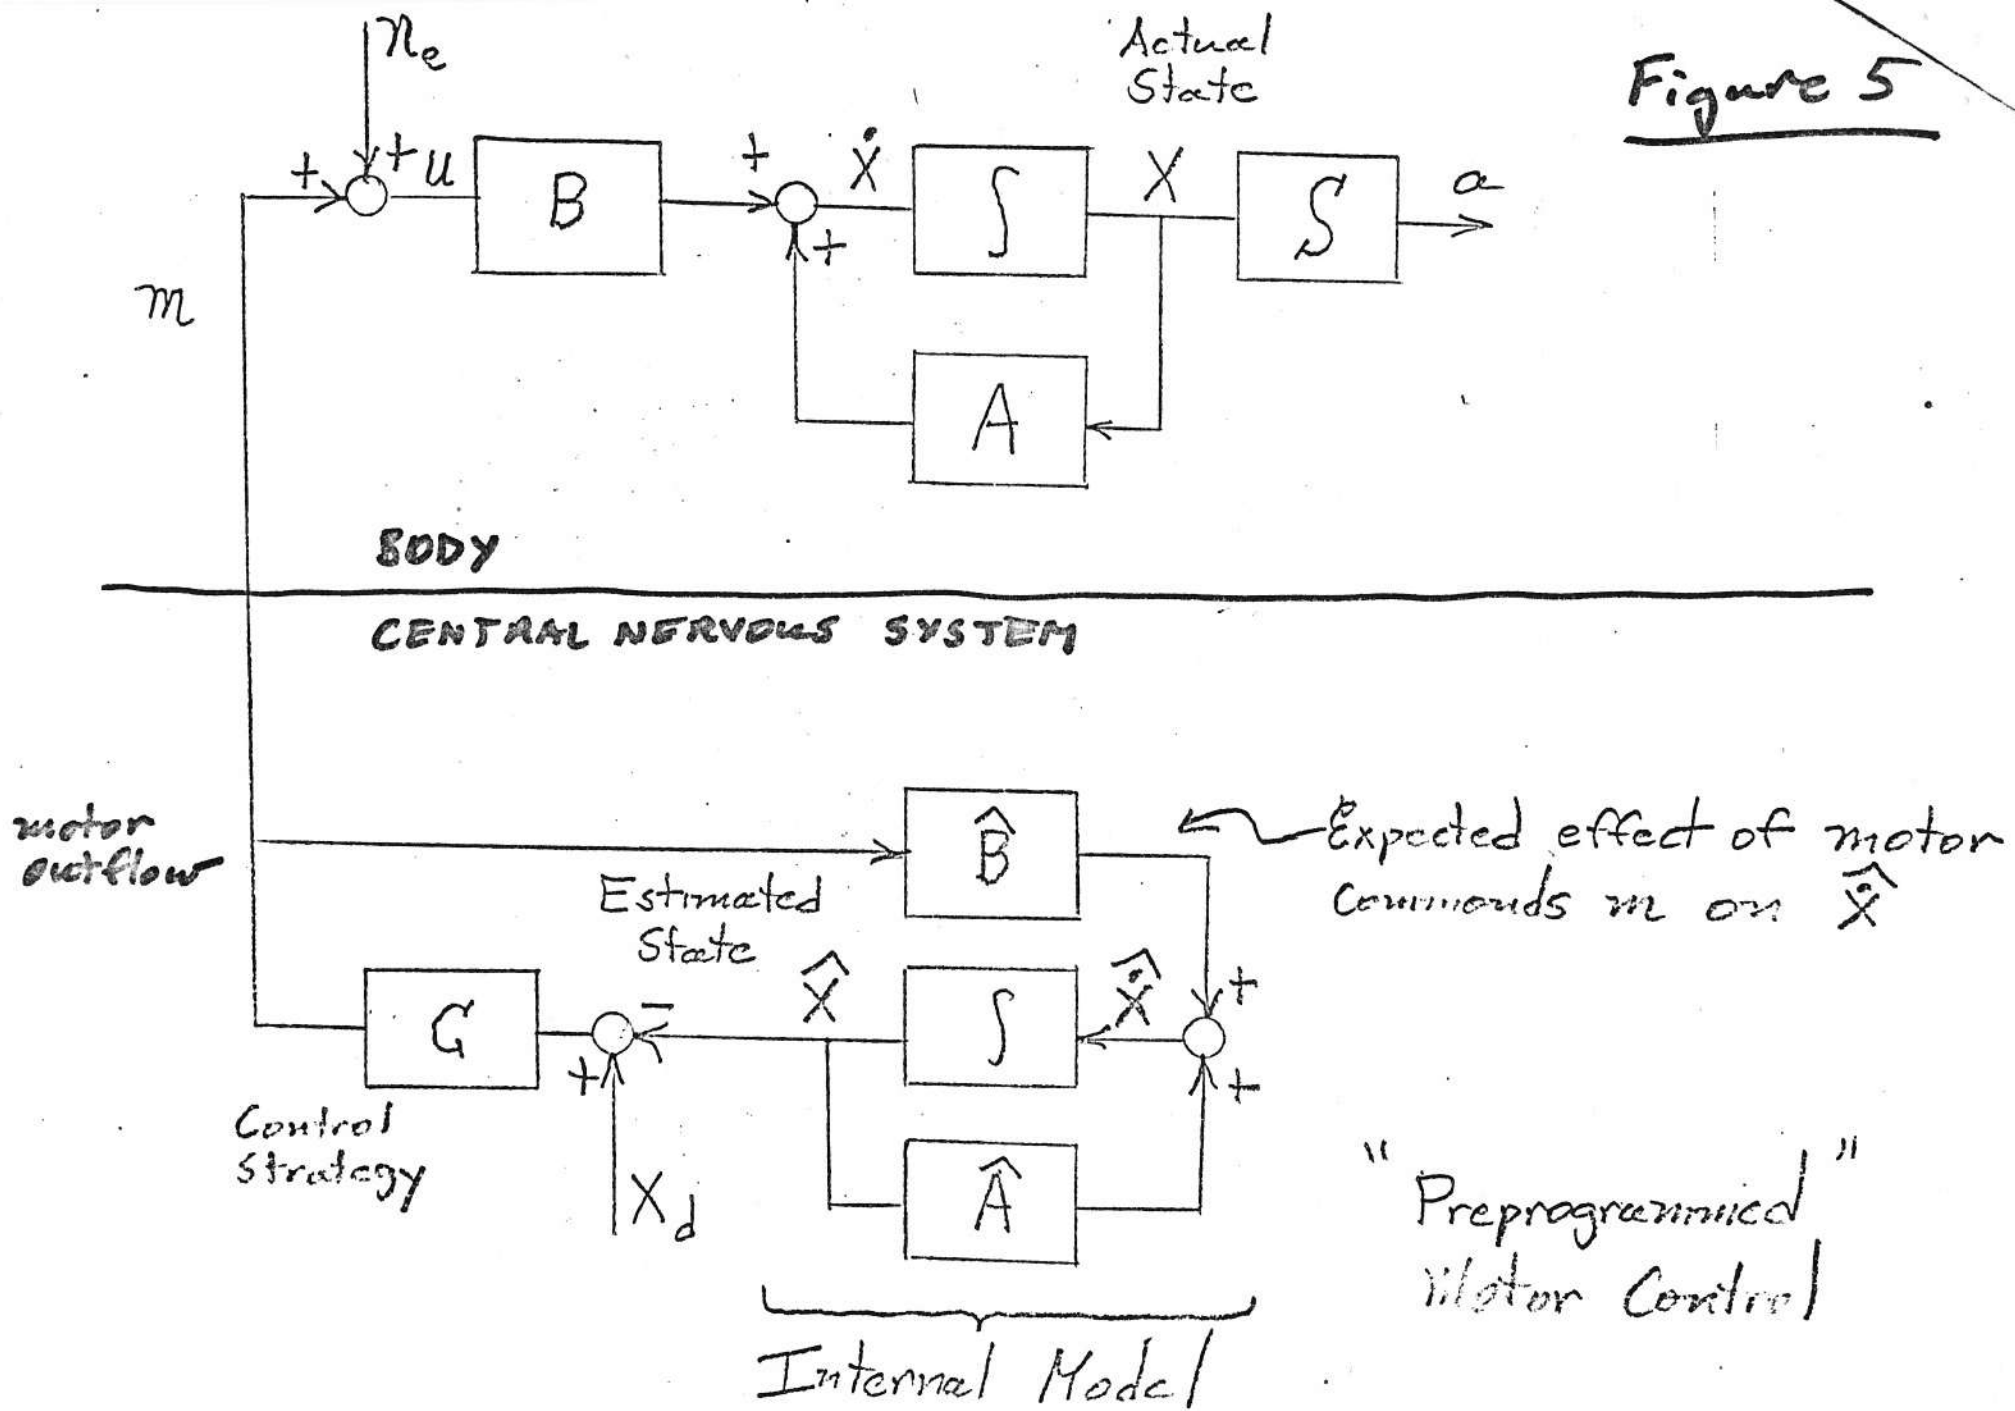 Figure 5
nₑ
Actual
State
+
+
u
B
+
+
Ẋ
∫
X
S
a
m
A
BODY
CENTRAL NERVOUS SYSTEM
motor
outflow
B̂
Expected effect of motor
commands m on X̂̇
Estimated
State
G
−
+
X̂
∫
X̂̇
+
+
Control
Strategy
X_d
Â
"Preprogrammed"
Motor Control
Internal Model